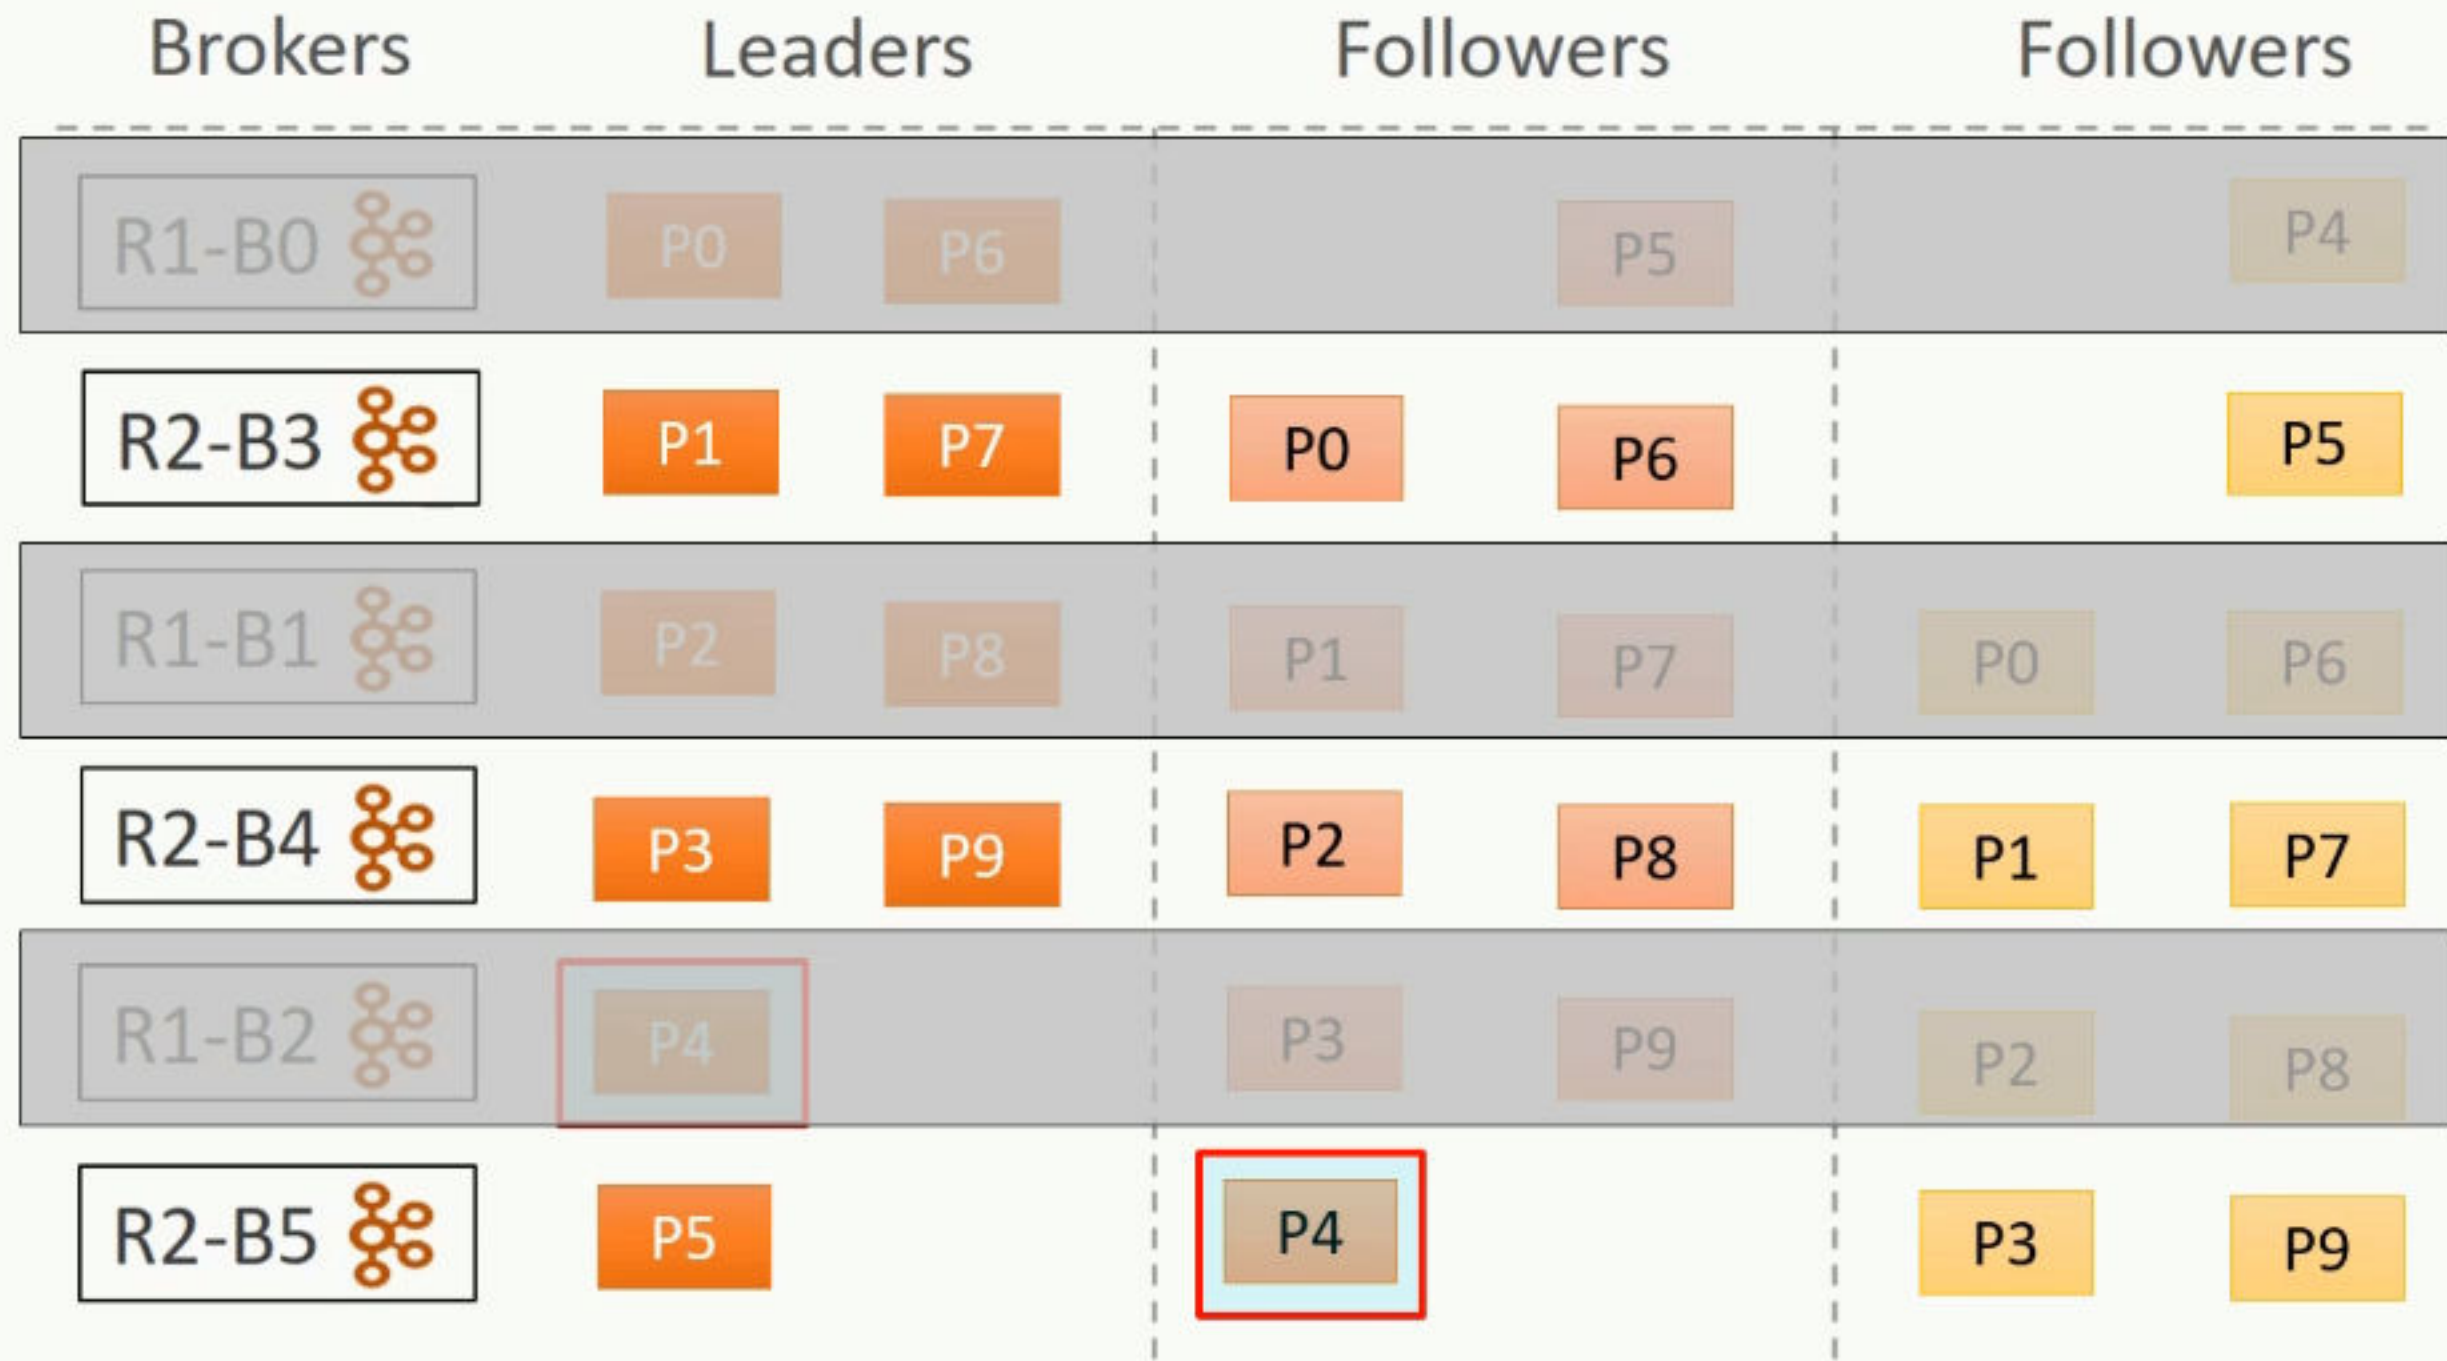 Brokers Leaders Followers Followers
R1-B0 P0 P6 P5 P4
R2-B3 P1 P7 P0 P6 P5
R1-B1 P2 P8 P1 P7 P0 P6
R2-B4 P3 P9 P2 P8 P1 P7
R1-B2 P4 P3 P9 P2 P8
R2-B5 P5 P4 P3 P9